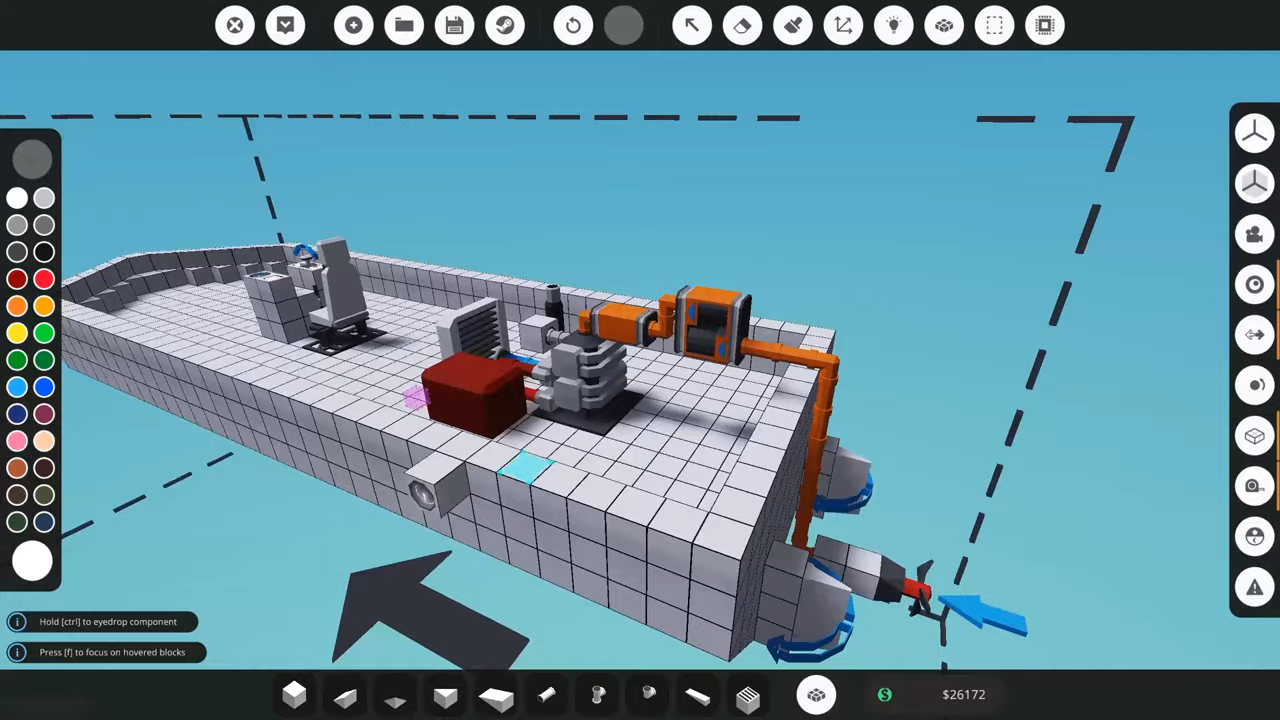 Hold [ctrl] to eyedrop component
Press [f] to focus on hovered blocks
$26172